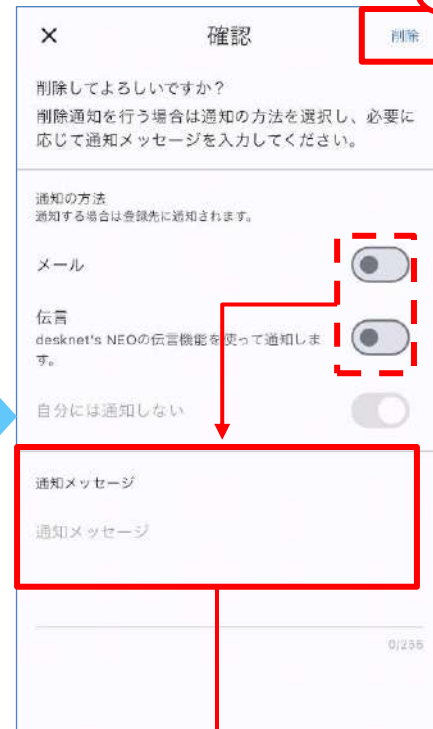 × 確認 削除
削除してよろしいですか？
削除通知を行う場合は通知の方法を選択し、必要に
応じて通知メッセージを入力してください。
通知の方法
通知する場合は登録先に通知されます。
メール
伝言
desknet's NEOの伝言機能を使って通知しま
す。
自分には通知しない
通知メッセージ
通知メッセージ
0/255